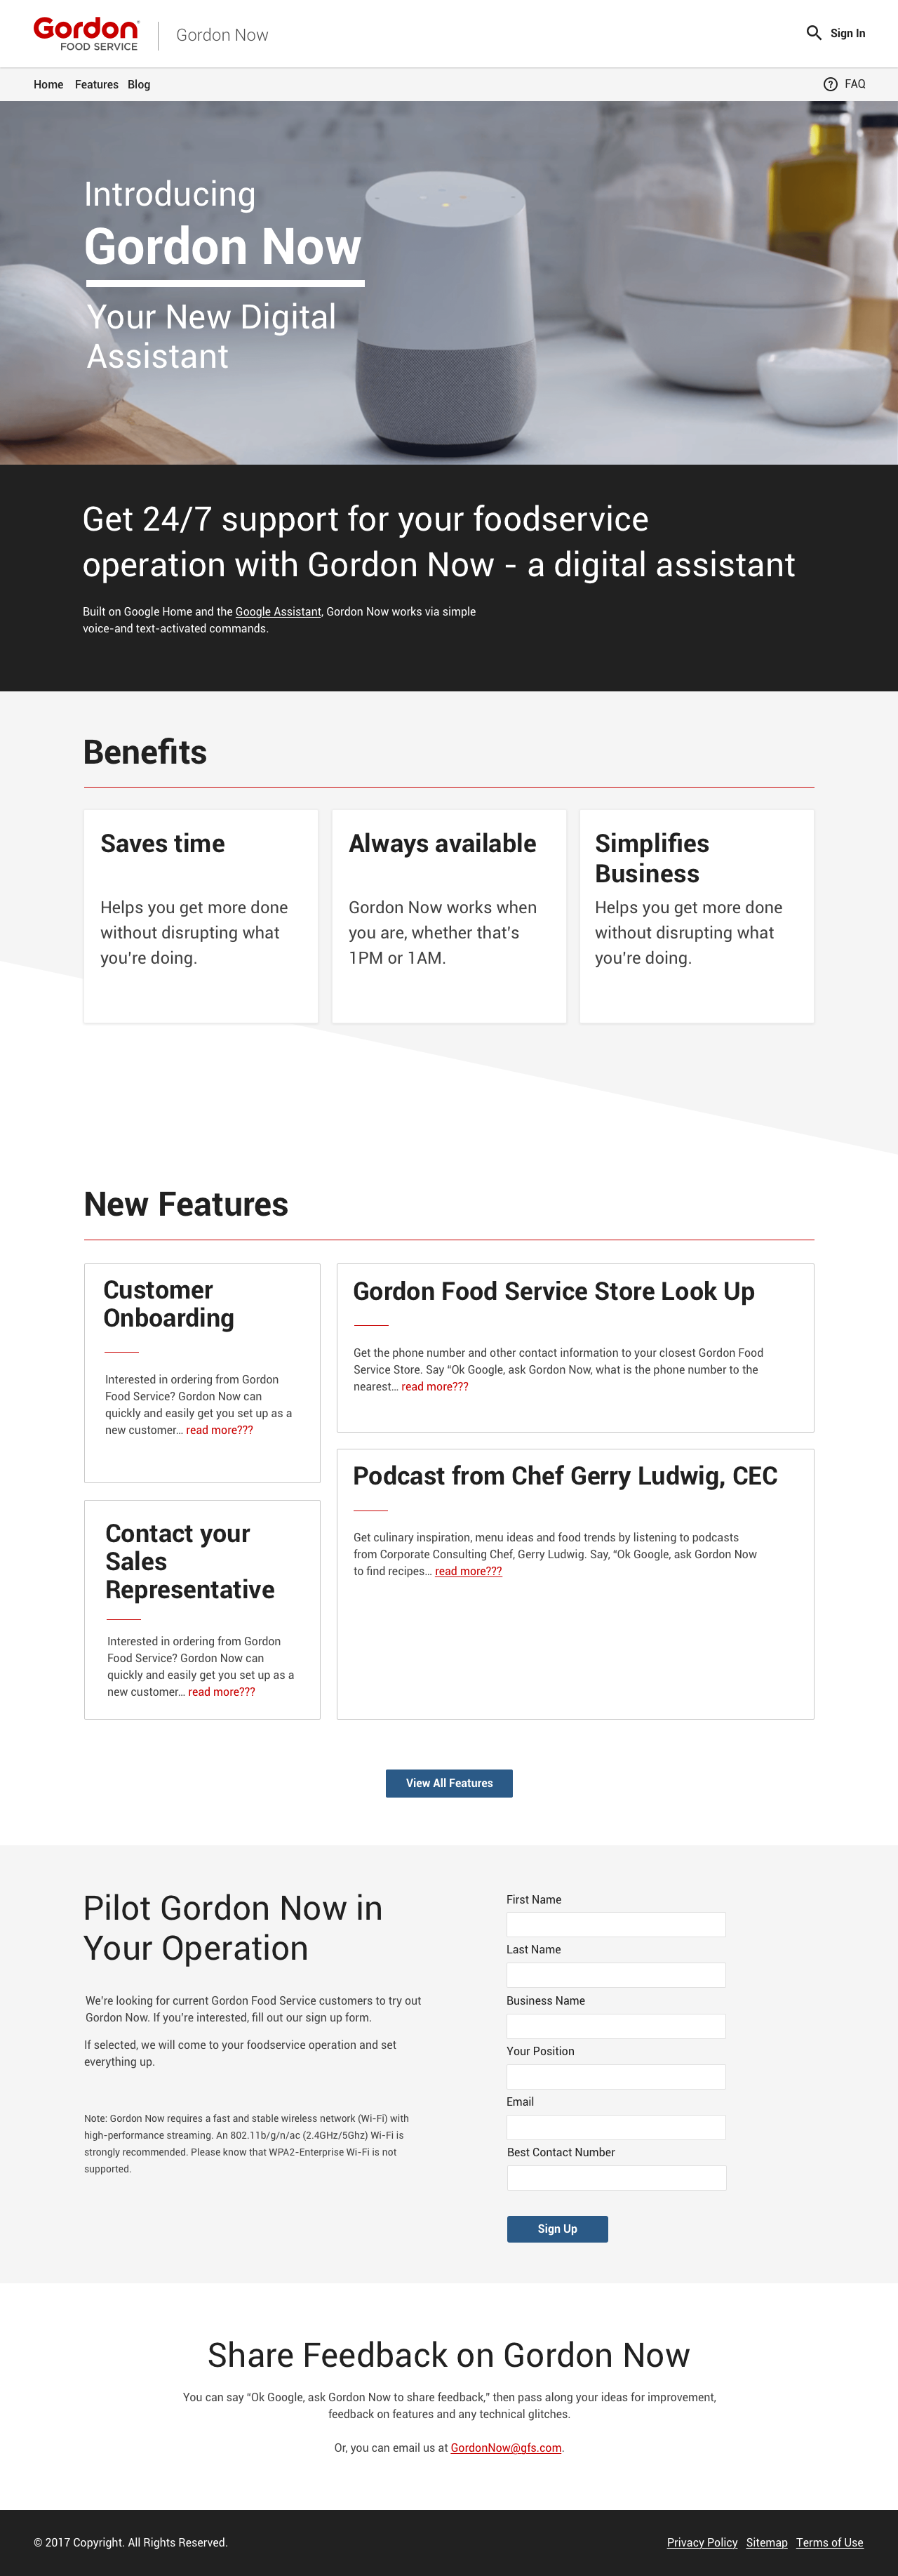 Gordon
FOOD SERVICE
Gordon Now
Sign In
Home Features Blog
FAQ
Introducing
Gordon Now
Your New Digital
Assistant
Get 24/7 support for your foodservice
operation with Gordon Now - a digital assistant
Built on Google Home and the Google Assistant, Gordon Now works via simple
voice-and text-activated commands.
Benefits
Saves time
Helps you get more done
without disrupting what
you're doing.
Always available
Gordon Now works when
you are, whether that's
1PM or 1AM.
Simplifies
Business
Helps you get more done
without disrupting what
you're doing.
New Features
Customer
Onboarding
Interested in ordering from Gordon
Food Service? Gordon Now can
quickly and easily get you set up as a
new customer... read more???
Gordon Food Service Store Look Up
Get the phone number and other contact information to your closest Gordon Food
Service Store. Say “Ok Google, ask Gordon Now, what is the phone number to the
nearest... read more???
Podcast from Chef Gerry Ludwig, CEC
Get culinary inspiration, menu ideas and food trends by listening to podcasts
from Corporate Consulting Chef, Gerry Ludwig. Say, “Ok Google, ask Gordon Now
to find recipes... read more???
Contact your
Sales
Representative
Interested in ordering from Gordon
Food Service? Gordon Now can
quickly and easily get you set up as a
new customer... read more???
View All Features
Pilot Gordon Now in
Your Operation
We're looking for current Gordon Food Service customers to try out
Gordon Now. If you're interested, fill out our sign up form.
If selected, we will come to your foodservice operation and set
everything up.
Note: Gordon Now requires a fast and stable wireless network (Wi-Fi) with
high-performance streaming. An 802.11b/g/n/ac (2.4GHz/5Ghz) Wi-Fi is
strongly recommended. Please know that WPA2-Enterprise Wi-Fi is not
supported.
First Name
Last Name
Business Name
Your Position
Email
Best Contact Number
Sign Up
Share Feedback on Gordon Now
You can say “Ok Google, ask Gordon Now to share feedback,” then pass along your ideas for improvement,
feedback on features and any technical glitches.
Or, you can email us at GordonNow@gfs.com.
© 2017 Copyright. All Rights Reserved.
Privacy Policy Sitemap Terms of Use